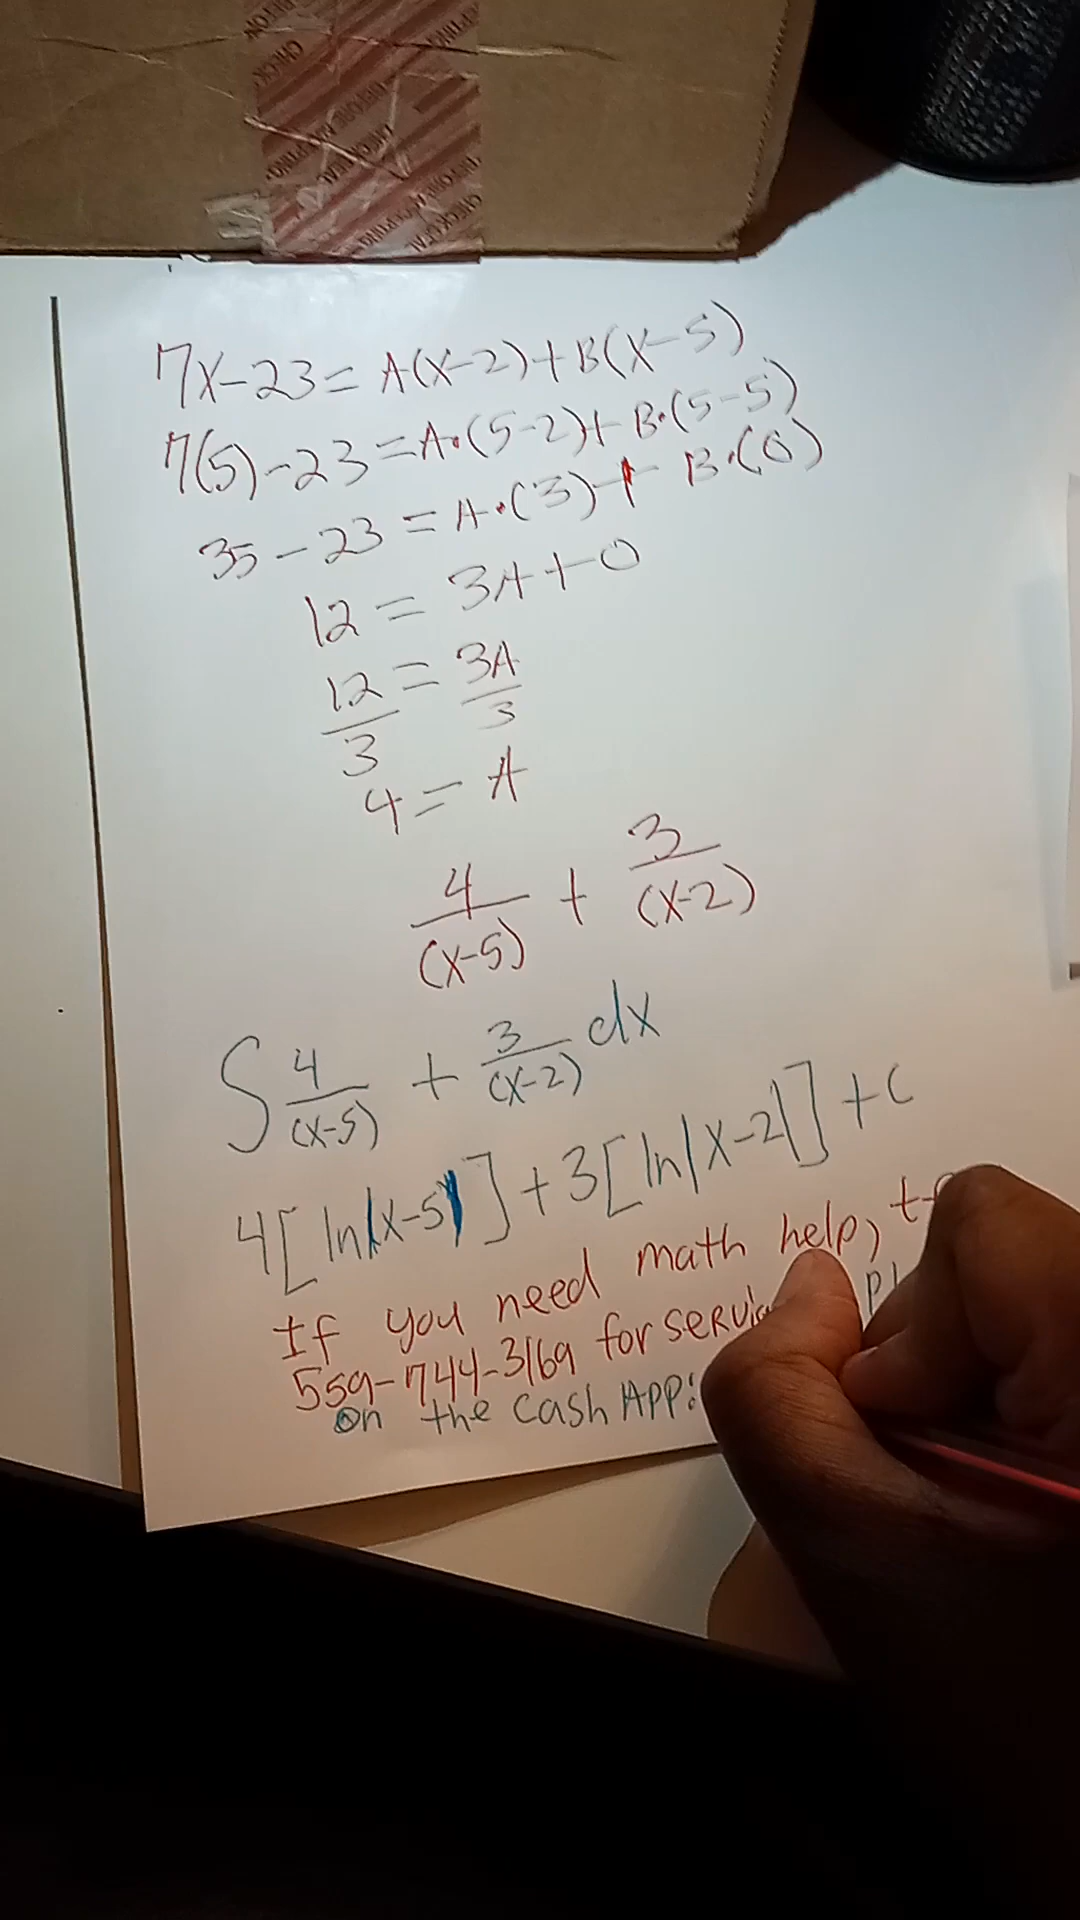 7x-23= A(x-2)+B(x-5)
7(5)-23=A·(5-2)+B·(5-5)
35-23=A·(3)+B·(0)
12=3A+0
12/3=3A/3
4=A
4/(x-5)+3/(x-2)
∫4/(x-5)+3/(x-2)dx
4[ln|x-5|]+3[ln|x-2|]+C
If you need math help,
559-744-3169 for
on the Cash App: